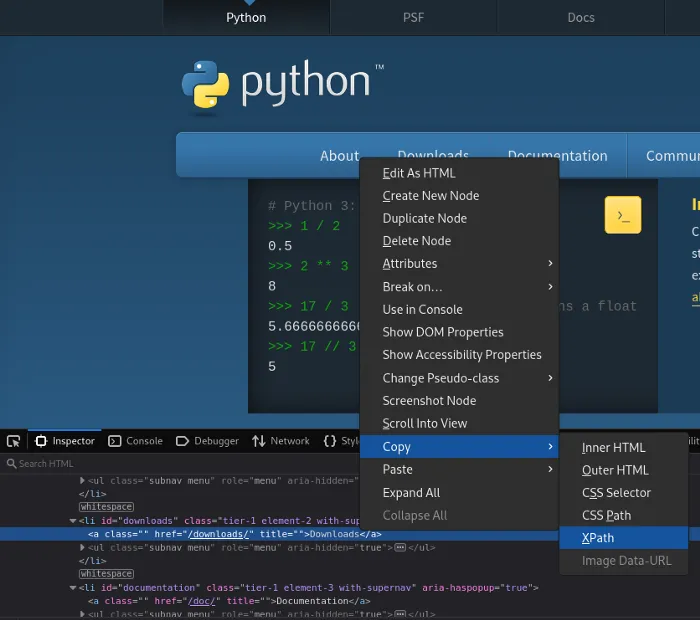 Python PSF Docs
python™
About Downloads Documentation Commun
# Python 3:
>>> 1 / 2
0.5
>>> 2 ** 3
8
>>> 17 / 3 ns a float
5.6666666666
>>> 17 // 3
5
>_
Edit As HTML
Create New Node
Duplicate Node
Delete Node
Attributes
Break on…
Use in Console
Show DOM Properties
Show Accessibility Properties
Change Pseudo-class
Screenshot Node
Scroll Into View
Copy
Paste
Expand All
Collapse All
Inner HTML
Outer HTML
CSS Selector
CSS Path
XPath
Image Data-URL
Inspector Console Debugger Network {} Styl
Search HTML
<ul class="subnav menu" role="menu" aria-hidden="
</li>
whitespace
<li id="downloads" class="tier-1 element-2 with-sup
<a class="" href="/downloads/" title="">Downloads</a>
<ul class="subnav menu" role="menu" aria-hidden="true"> </ul>
</li>
whitespace
<li id="documentation" class="tier-1 element-3 with-supernav" aria-haspopup="true">
<a class="" href="/doc/" title="">Documentation</a>
<ul class="subnav menu" role="menu" aria-hidden="true"> </ul>